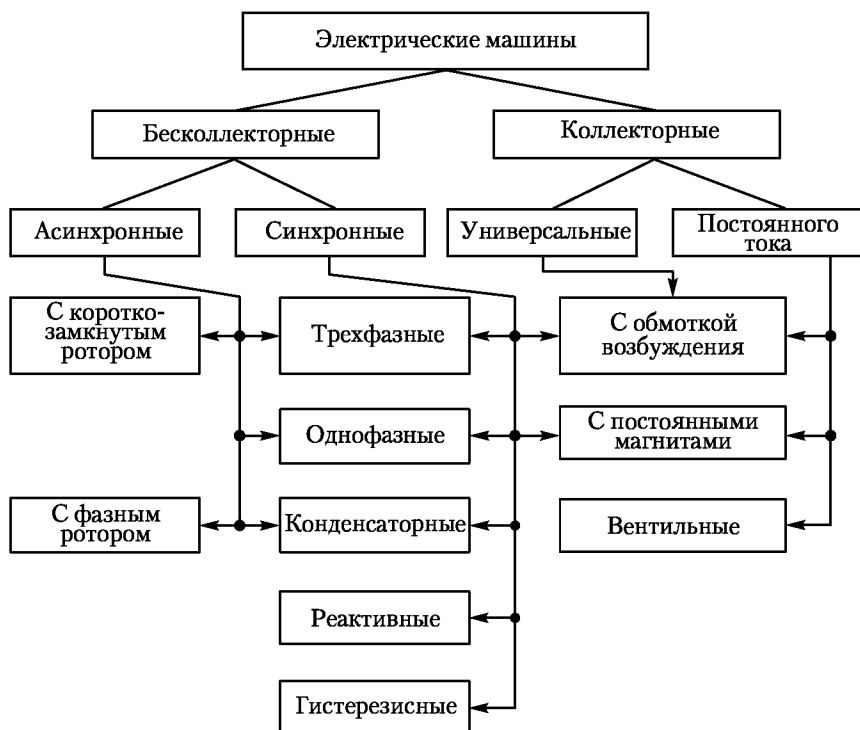 Электрические машины
Бесколлекторные
Коллекторные
Асинхронные
Синхронные
Универсальные
Постоянного
тока
С коротко-
замкнутым
ротором
Трехфазные
С обмоткой
возбуждения
Однофазные
С постоянными
магнитами
С фазным
ротором
Конденсаторные
Вентильные
Реактивные
Гистерезисные